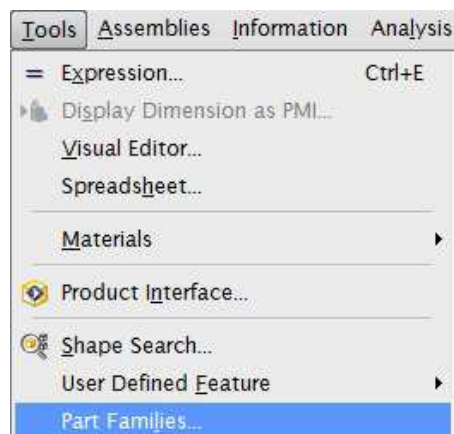 Tools Assemblies Information Analysis
= Expression... Ctrl+E
Display Dimension as PMI...
Visual Editor...
Spreadsheet...
Materials
Product Interface...
Shape Search...
User Defined Feature
Part Families...